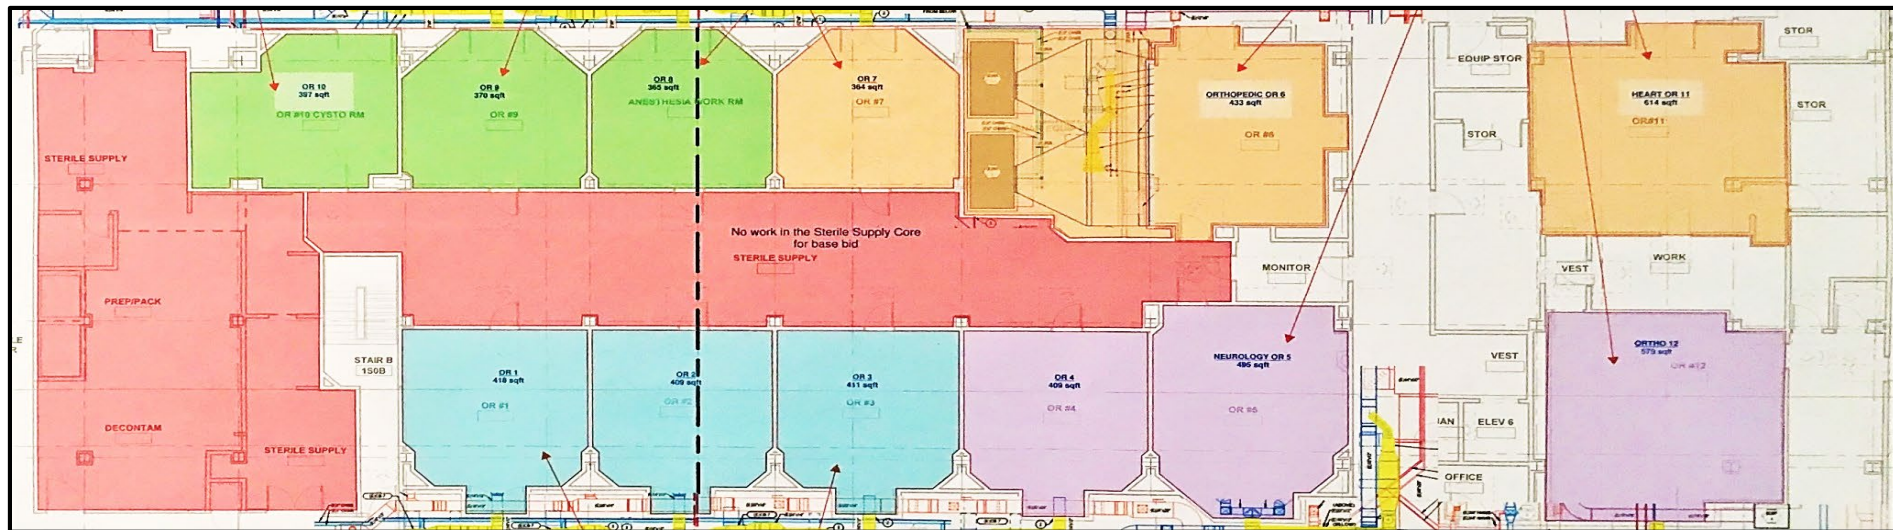 STOR
EQUIP STOR
OR 10
397 sqft
OR #10 CYSTO RM
OR 9
370 sqft
OR #9
OR 8
365 sqft
ANESTHESIA WORK RM
OR 7
364 sqft
OR #7
ORTHOPEDIC OR 6
433 sqft
OR #6
HEART OR 11
614 sqft
OR#11
STOR
STOR
STERILE SUPPLY
No work in the Sterile Supply Core
for base bid
STERILE SUPPLY
MONITOR
VEST
WORK
PREP/PACK
STAIR B
1S0B
OR 1
418 sqft
OR #1
OR 2
409 sqft
OR #2
OR 3
411 sqft
OR #3
OR 4
409 sqft
OR #4
NEUROLOGY OR 5
495 sqft
VEST
ORTHO 12
573 sqft
OR #12
DECONTAM
STERILE SUPPLY
IAN
ELEV 6
OFFICE